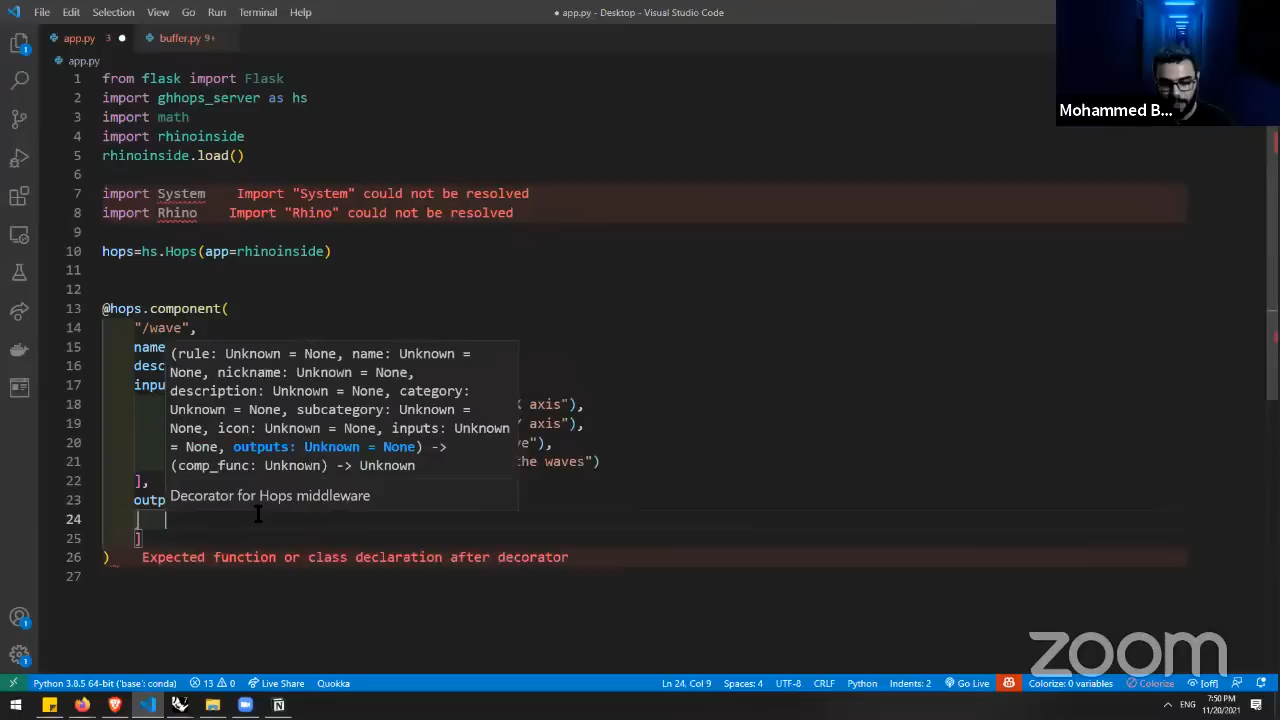 File Edit Selection View Go Run Terminal Help
● app.py - Desktop - Visual Studio Code
app.py 3 ●
buffer.py 9+
app.py
Mohammed B...
1 from flask import Flask
2 import ghhops_server as hs
3 import math
4 import rhinoinside
5 rhinoinside.load()
6
7 import System Import "System" could not be resolved
8 import Rhino Import "Rhino" could not be resolved
9
10 hops=hs.Hops(app=rhinoinside)
11
12
13 @hops.component(
14 "/wave",
15 name
16 desc
17 inpu
18 axis"),
19 axis"),
20 e"),
21 the waves")
22 ],
23 outp
24
25 ]
26 ) Expected function or class declaration after decorator
27
(rule: Unknown = None, name: Unknown =
None, nickname: Unknown = None,
description: Unknown = None, category:
Unknown = None, subcategory: Unknown =
None, icon: Unknown = None, inputs: Unknown
= None, outputs: Unknown = None) ->
(comp_func: Unknown) -> Unknown
Decorator for Hops middleware
zoom
Python 3.8.5 64-bit ('base': conda) 13 0 Live Share Quokka Ln 24, Col 9 Spaces: 4 UTF-8 CRLF Python Indents: 2 Go Live Colorize: 0 variables Colorize [off]
ENG 7:50 PM
11/20/2021